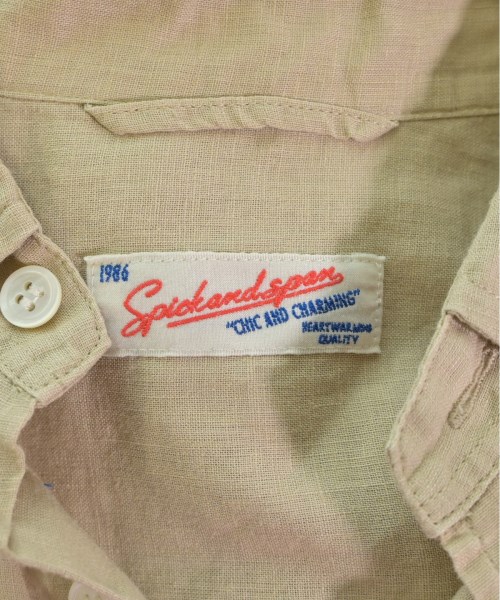 1986
Spickandspan
"CHIC AND CHARMING"
HEARTWARMING
QUALITY